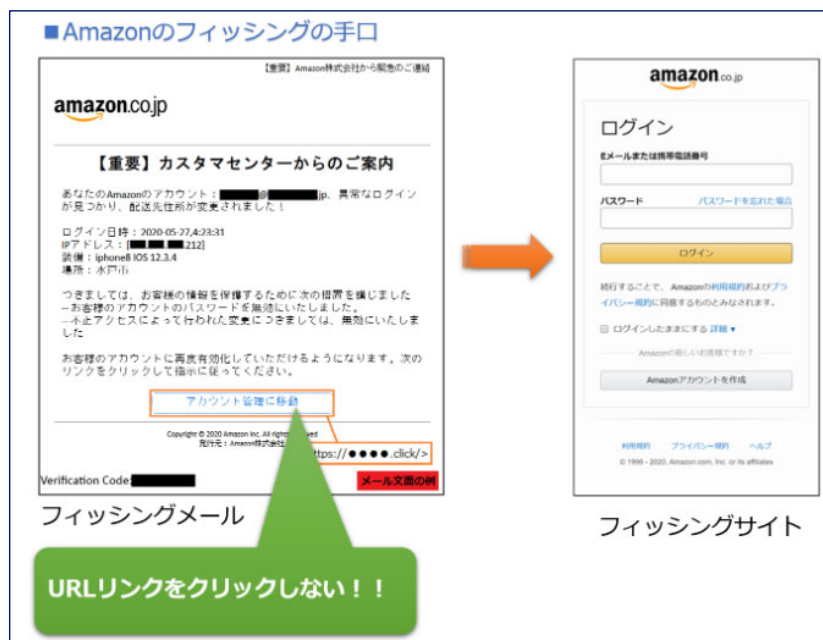 ■Amazonのフィッシングの手口
【重要】Amazon株式会社から緊急のご連絡
amazon.co.jp
【重要】カスタマセンターからのご案内
あなたのAmazonのアカウント：@jp、異常なログイン
が見つかり、配送先住所が変更されました！
ログイン日時：2020-05-27,4:23:31
IPアドレス：[. . .212]
装備：iphone8 IOS 12.3.4
場所：水戸市
つきましては、お客様の情報を保護するために次の措置を講じました
–お客様のアカウントのパスワードを無効にいたしました。
–不正アクセスによって行われた変更につきましては、無効にいたしま
した
お客様のアカウントに再度有効化していただけるようになります。次の
リンクをクリックして指示に従ってください。
アカウント管理に移動
Copyright © 2020 Amazon Inc. All rights
発行元：Amazon株式会社
ttps://●●●●.click/>
Verification Code:
メール文面の例
フィッシングメール
URLリンクをクリックしない！！
amazon.co.jp
ログイン
Eメールまたは携帯電話番号
パスワード パスワードを忘れた場合
ログイン
続行することで、Amazonの利用規約およびプラ
イバシー規約に同意するものとみなされます。
ログインしたままにする 詳細 ▼
Amazonの新しいお客様ですか？
Amazonアカウントを作成
利用規約 プライバシー規約 ヘルプ
© 1996 - 2020, Amazon.com, Inc. or its affiliates
フィッシングサイト